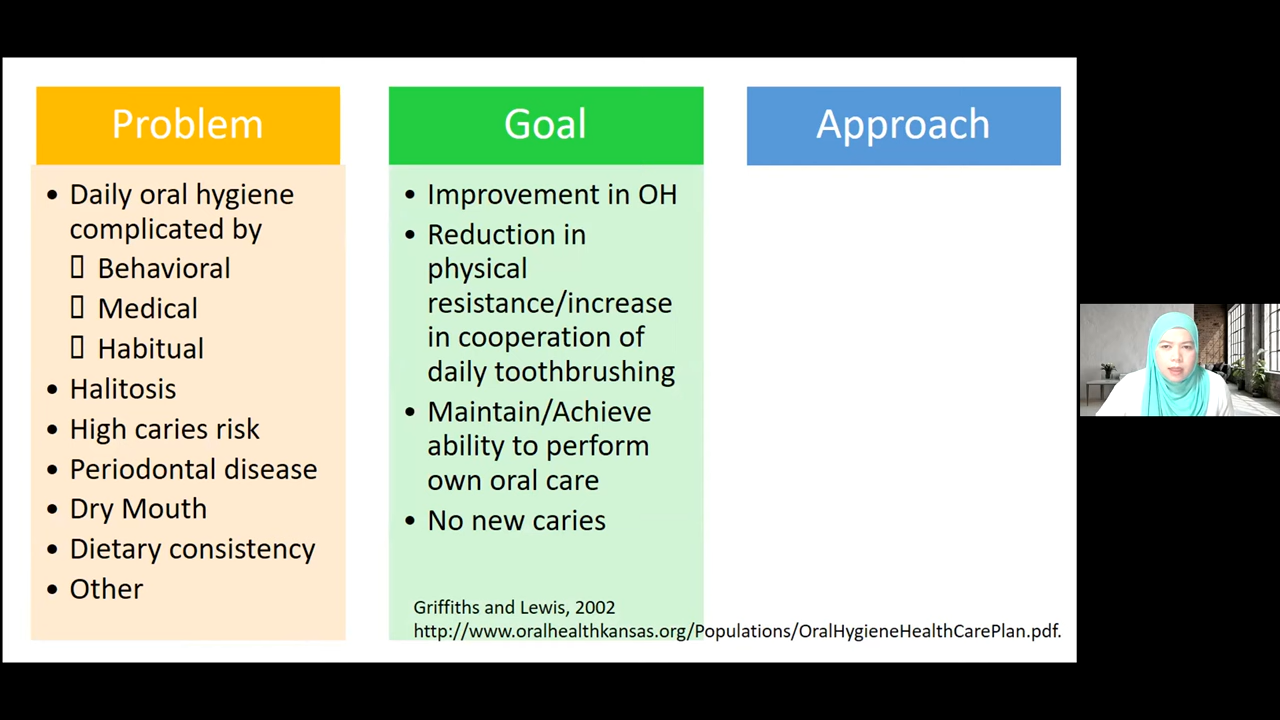 Problem
• Daily oral hygiene
complicated by
▯ Behavioral
▯ Medical
▯ Habitual
• Halitosis
• High caries risk
• Periodontal disease
• Dry Mouth
• Dietary consistency
• Other
Goal
• Improvement in OH
• Reduction in
physical
resistance/increase
in cooperation of
daily toothbrushing
• Maintain/Achieve
ability to perform
own oral care
• No new caries
Approach
Griffiths and Lewis, 2002
http://www.oralhealthkansas.org/Populations/OralHygieneHealthCarePlan.pdf.